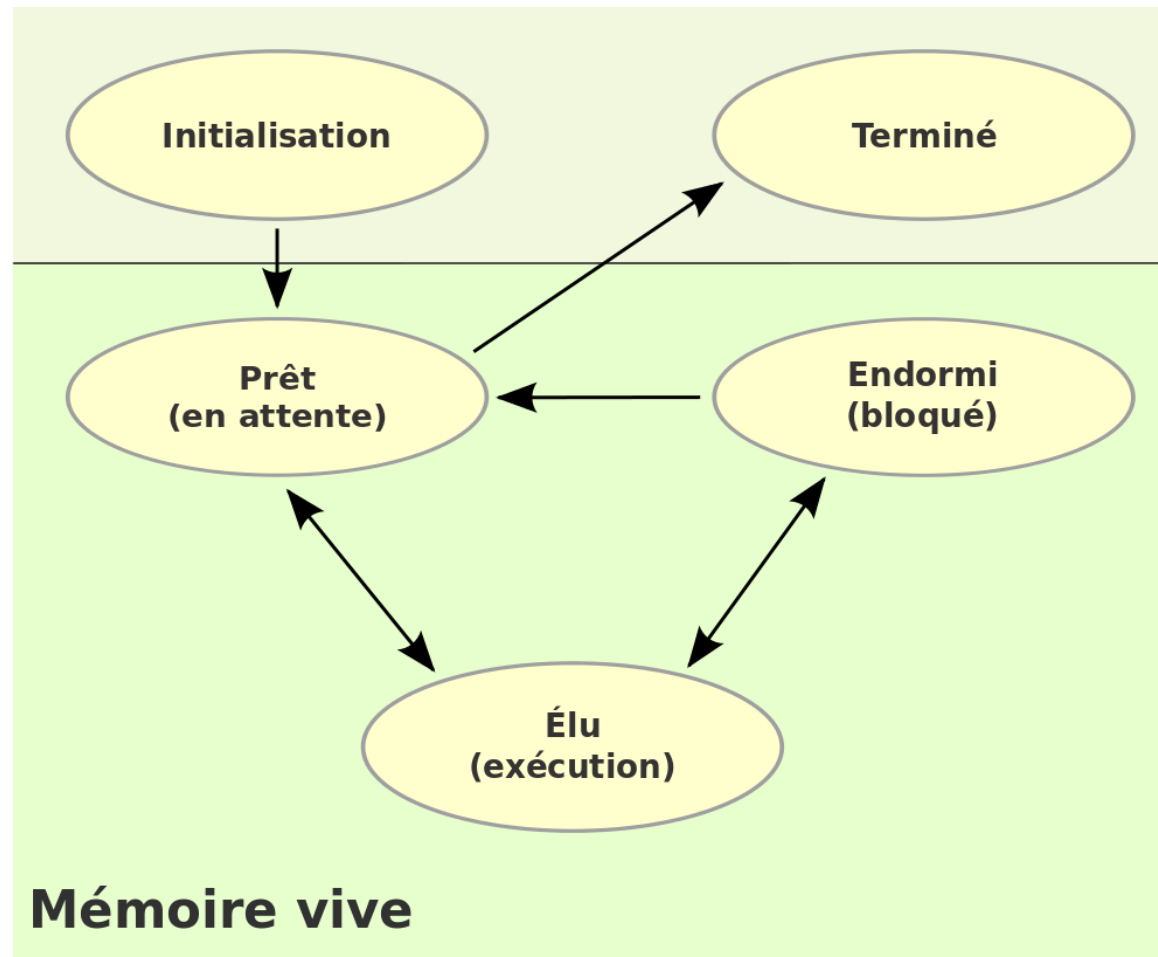 Initialisation
Terminé
Prêt
(en attente)
Endormi
(bloqué)
Élu
(exécution)
Mémoire vive